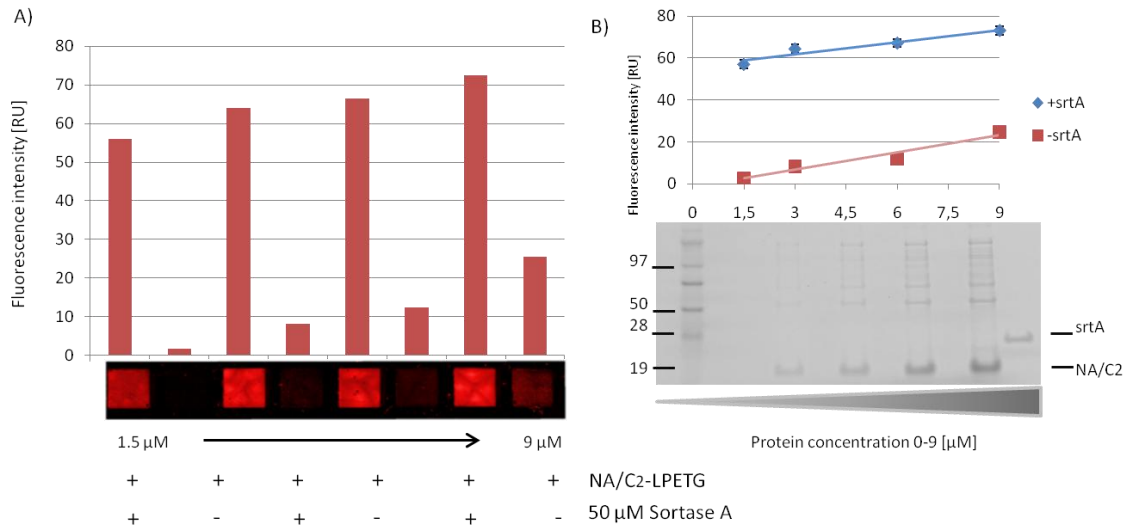 A)
Fluorescence intensity [RU]
80
70
60
50
40
30
20
10
0
1.5 µM
9 µM
+ + + + + + NA/C2-LPETG
+ - + - + - 50 µM Sortase A
B)
Fluorescence intensity [RU]
80
60
40
20
0
0 1,5 3 4,5 6 7,5 9
+srtA
-srtA
97
50
28
19
srtA
NA/C2
Protein concentration 0-9 [µM]